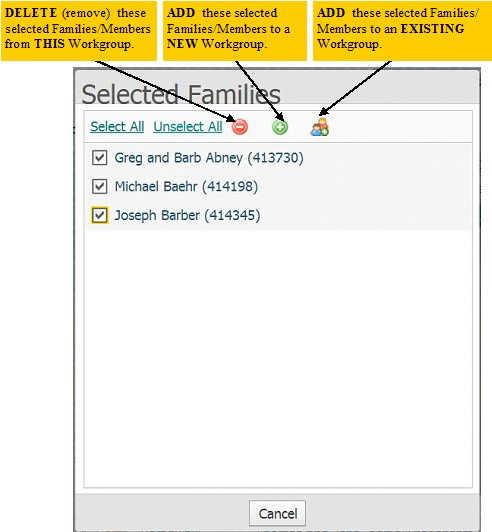 DELETE (remove) these
selected Families/Members
from THIS Workgroup.
ADD these selected
Families/Members to a
NEW Workgroup.
ADD these selected Families/
Members to an EXISTING
Workgroup.
Selected Families
Select All Unselect All
Greg and Barb Abney (413730)
Michael Baehr (414198)
Joseph Barber (414345)
Cancel